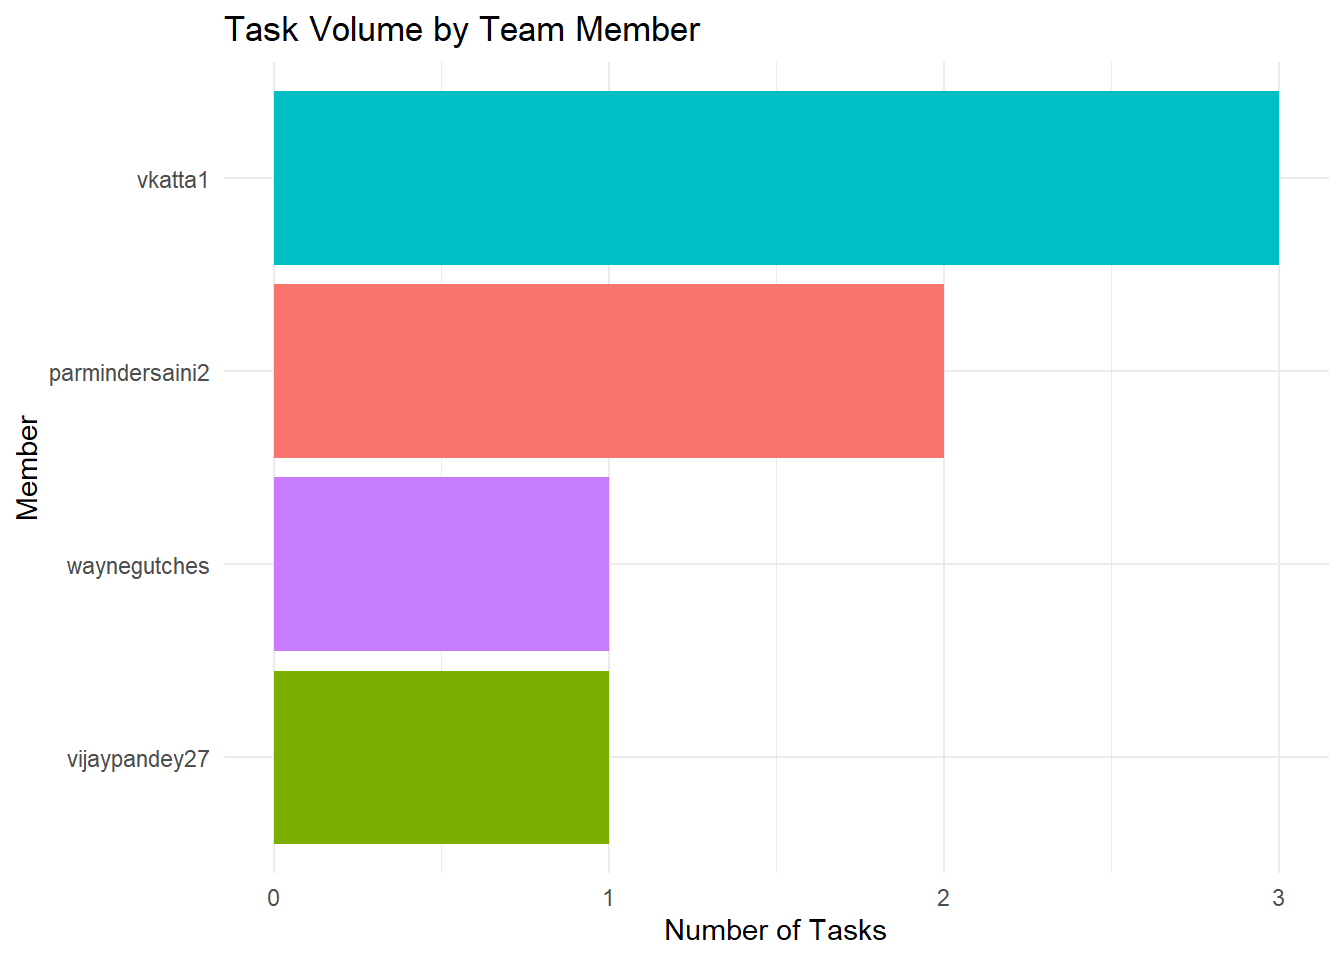 Task Volume by Team Member
Member
vkatta1
parmindersaini2
waynegutches
vijaypandey27
0 1 2 3
Number of Tasks